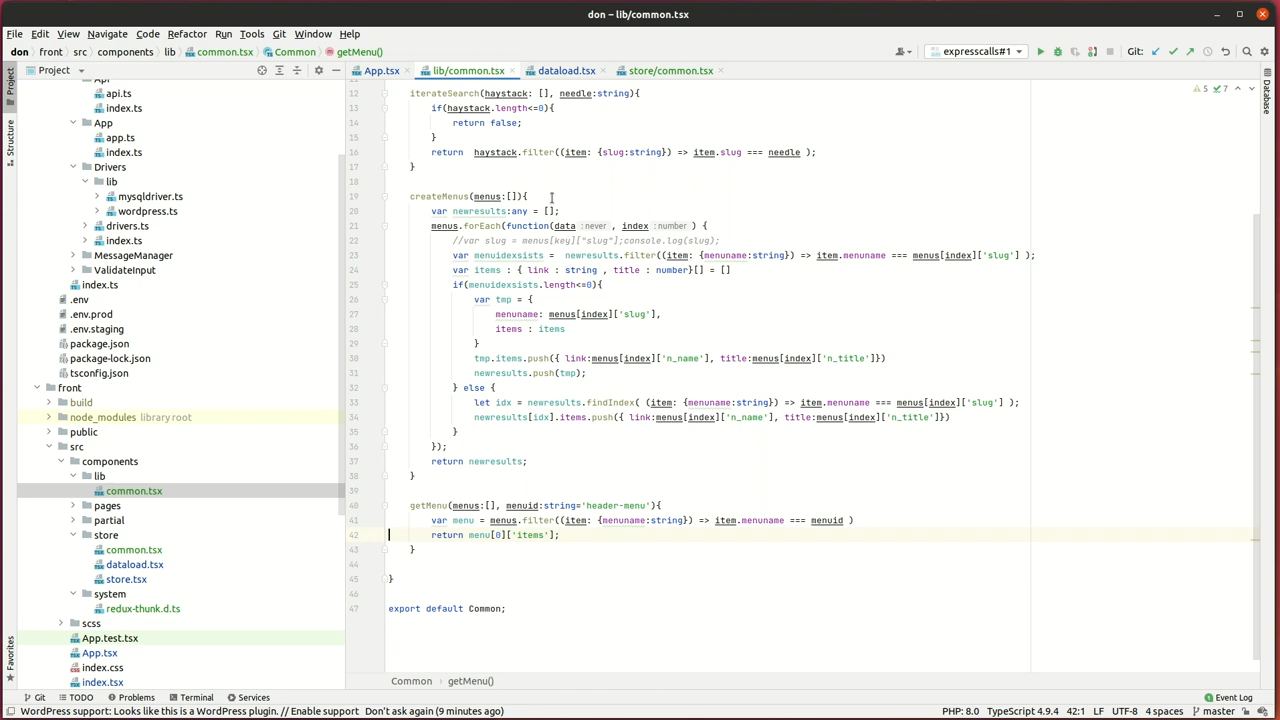 don – lib/common.tsx
File Edit View Navigate Code Refactor Run Tools Git Window Help
don front src components lib common.tsx Common getMenu() expresscalls#1 Git:
Project App.tsx lib/common.tsx dataload.tsx store/common.tsx
Project
Structure
Favorites
Database
Api
api.ts
index.ts
App
app.ts
index.ts
Drivers
lib
mysqldriver.ts
wordpress.ts
drivers.ts
index.ts
MessageManager
ValidateInput
index.ts
.env
.env.prod
.env.staging
package.json
package-lock.json
tsconfig.json
front
build
node_modules library root
public
src
components
lib
common.tsx
pages
partial
store
common.tsx
dataload.tsx
store.tsx
system
redux-thunk.d.ts
scss
App.test.tsx
App.tsx
index.css
index.tsx
5 7
11
12 iterateSearch(haystack: [], needle:string){
13 if(haystack.length<=0){
14 return false;
15 }
16 return haystack.filter((item: {slug:string}) => item.slug === needle );
17 }
18
19 createMenus(menus:[]){
20 var newresults:any = [];
21 menus.forEach(function(data :never , index :number ) {
22 //var slug = menus[key]["slug"];console.log(slug);
23 var menuidexsists = newresults.filter((item: {menuname:string}) => item.menuname === menus[index]['slug'] );
24 var items : { link : string , title : number}[] = []
25 if(menuidexsists.length<=0){
26 var tmp = {
27 menuname: menus[index]['slug'],
28 items : items
29 }
30 tmp.items.push({ link:menus[index]['n_name'], title:menus[index]['n_title']})
31 newresults.push(tmp);
32 } else {
33 let idx = newresults.findIndex( (item: {menuname:string}) => item.menuname === menus[index]['slug'] );
34 newresults[idx].items.push({ link:menus[index]['n_name'], title:menus[index]['n_title']})
35 }
36 });
37 return newresults;
38 }
39
40 getMenu(menus:[], menuid:string='header-menu'){
41 var menu = menus.filter((item: {menuname:string}) => item.menuname === menuid )
42 return menu[0]['items'];
43 }
44
45 }
46
47 export default Common;
Common getMenu()
Git TODO Problems Terminal Services Event Log
WordPress support: Looks like this is a WordPress plugin. // Enable support Don't ask again (9 minutes ago) PHP: 8.0 TypeScript 4.9.4 42:1 LF UTF-8 4 spaces master